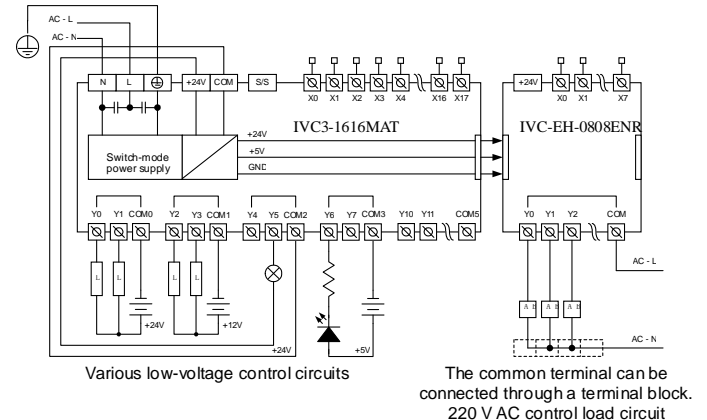 AC - L
AC - N
N L +24V COM S/S X0 X1 X2 X3 X4 X16 X17
+24V X0 X1 X7
IVC3-1616MAT
IVC-EH-0808ENR
+24V
+5V
GND
Switch-mode
power supply
Y0 Y1 COM0 Y2 Y3 COM1 Y4 Y5 COM2 Y6 Y7 COM3 Y10 Y11 COM5
Y0 Y1 Y2 COM
AC - L
L L L L
A B A B A B
+24V +12V
+24V +5V
AC - N
Various low-voltage control circuits
The common terminal can be
connected through a terminal block.
220 V AC control load circuit